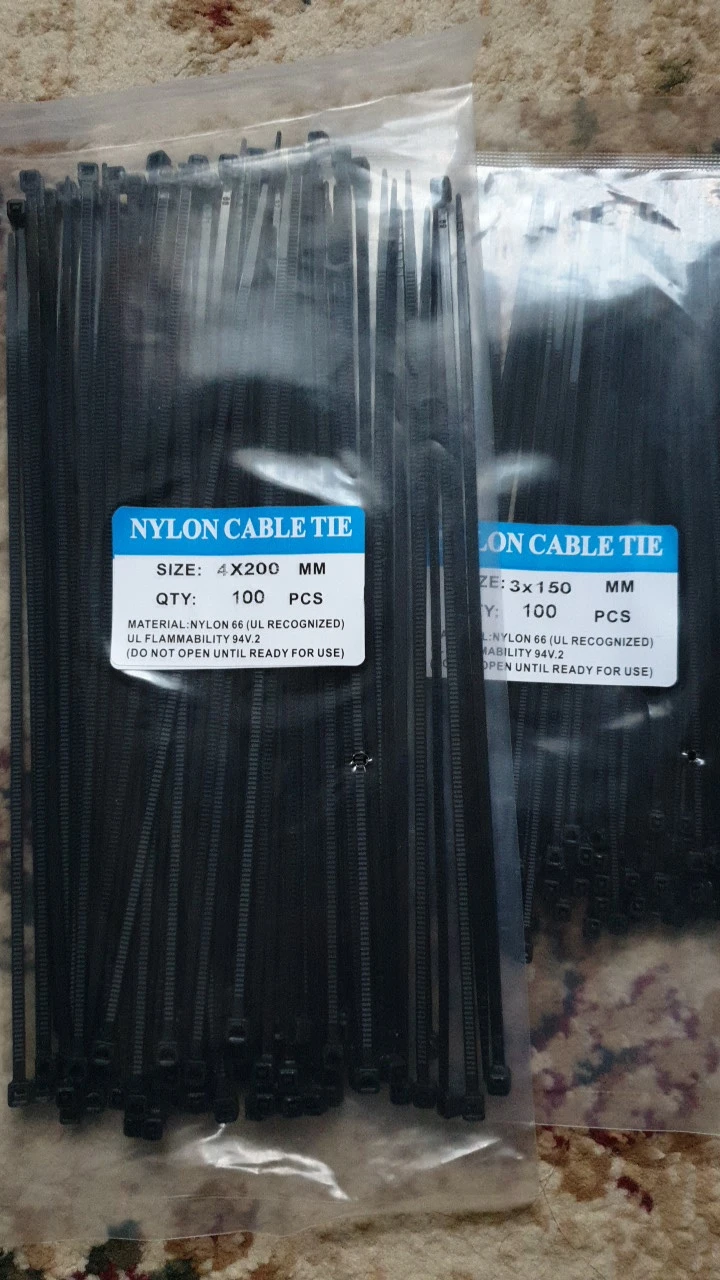 NYLON CABLE TIE
SIZE: 4X200 MM
QTY: 100 PCS
MATERIAL:NYLON 66 (UL RECOGNIZED)
UL FLAMMABILITY 94V.2
(DO NOT OPEN UNTIL READY FOR USE)
LON CABLE TIE
ZE: 3x150 MM
TY: 100 PCS
L:NYLON 66 (UL RECOGNIZED)
MABILITY 94V.2
OPEN UNTIL READY FOR USE)